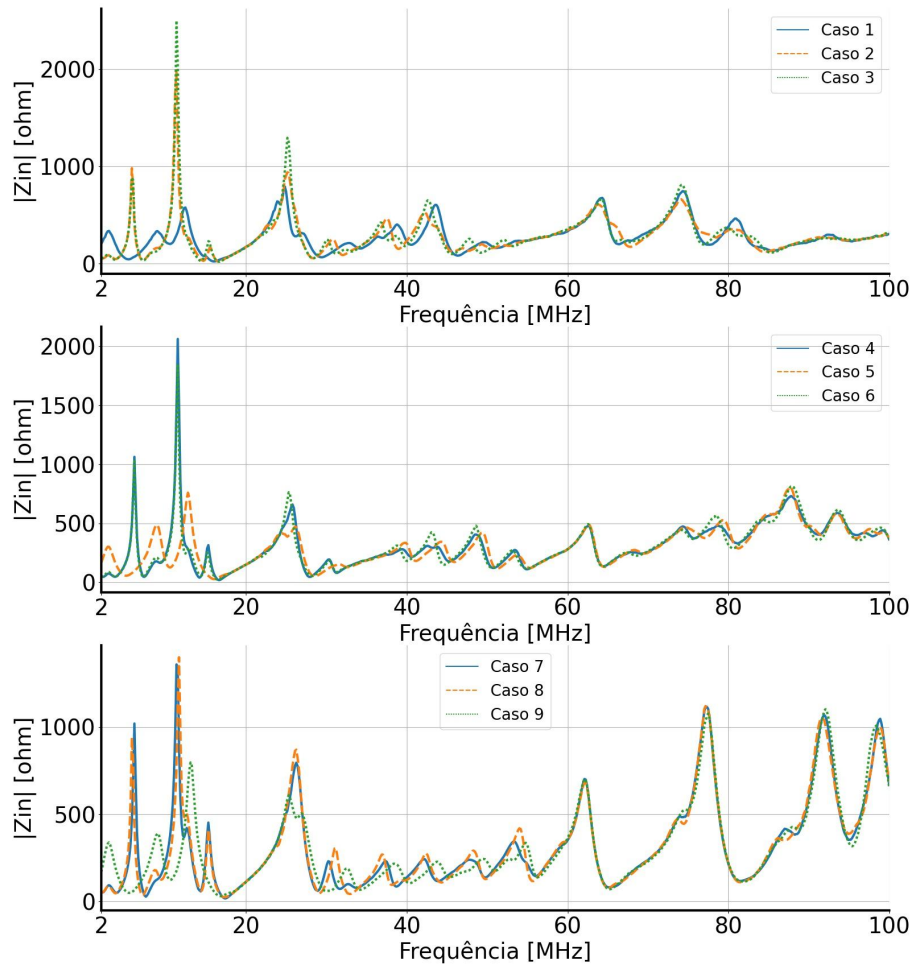 |Zin| [ohm]
2000
1000
0
Caso 1
Caso 2
Caso 3
2 20 40 60 80 100
Frequência [MHz]
|Zin| [ohm]
2000
1500
1000
500
0
Caso 4
Caso 5
Caso 6
2 20 40 60 80 100
Frequência [MHz]
|Zin| [ohm]
1000
500
0
Caso 7
Caso 8
Caso 9
2 20 40 60 80 100
Frequência [MHz]